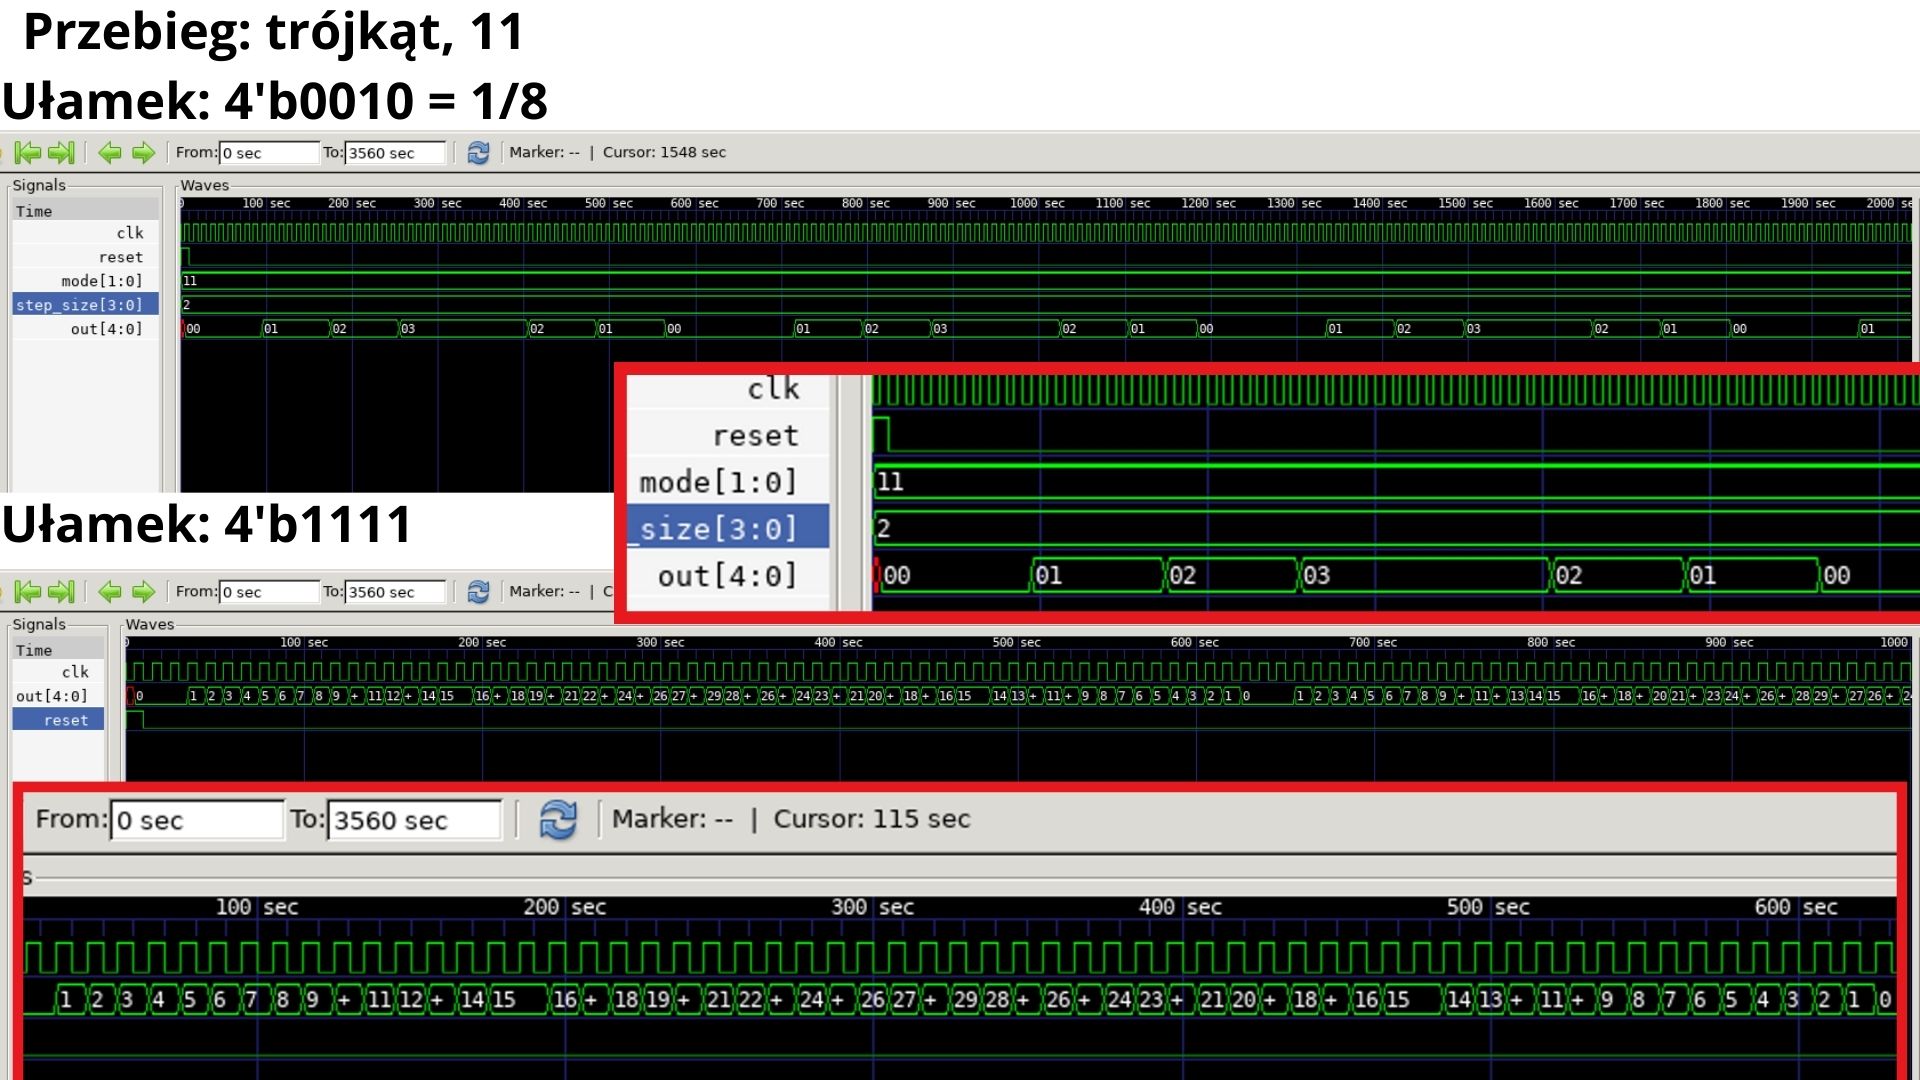 Przebieg: trójkąt, 11
Ułamek: 4'b0010 = 1/8
From: 0 sec To: 3560 sec Marker: -- | Cursor: 1548 sec
Signals Waves
Time 0 100 sec 200 sec 300 sec 400 sec 500 sec 600 sec 700 sec 800 sec 900 sec 1000 sec 1100 sec 1200 sec 1300 sec 1400 sec 1500 sec 1600 sec 1700 sec 1800 sec 1900 sec 2000 se
clk
reset
mode[1:0] 11
step_size[3:0] 2
out[4:0] 00 01 02 03 02 01 00 01 02 03 02 01 00 01 02 03 02 01 00 01
clk
reset
mode[1:0] 11
_size[3:0] 2
out[4:0] 00 01 02 03 02 01 00
Ułamek: 4'b1111
From: 0 sec To: 3560 sec Marker: -- | C
Signals Waves
Time 0 100 sec 200 sec 300 sec 400 sec 500 sec 600 sec 700 sec 800 sec 900 sec 1000
clk
out[4:0] 0 1 2 3 4 5 6 7 8 9 + 11 12 + 14 15 16 + 18 19 + 21 22 + 24 + 26 27 + 29 28 + 26 + 24 23 + 21 20 + 18 + 16 15 14 13 + 11 + 9 8 7 6 5 4 3 2 1 0 1 2 3 4 5 6 7 8 9 + 11 + 13 14 15 16 + 18 + 20 21 + 23 24 + 26 + 28 29 + 27 26 + 2
reset
From: 0 sec To: 3560 sec Marker: -- | Cursor: 115 sec
s
100 sec 200 sec 300 sec 400 sec 500 sec 600 sec
1 2 3 4 5 6 7 8 9 + 11 12 + 14 15 16 + 18 19 + 21 22 + 24 + 26 27 + 29 28 + 26 + 24 23 + 21 20 + 18 + 16 15 14 13 + 11 + 9 8 7 6 5 4 3 2 1 0